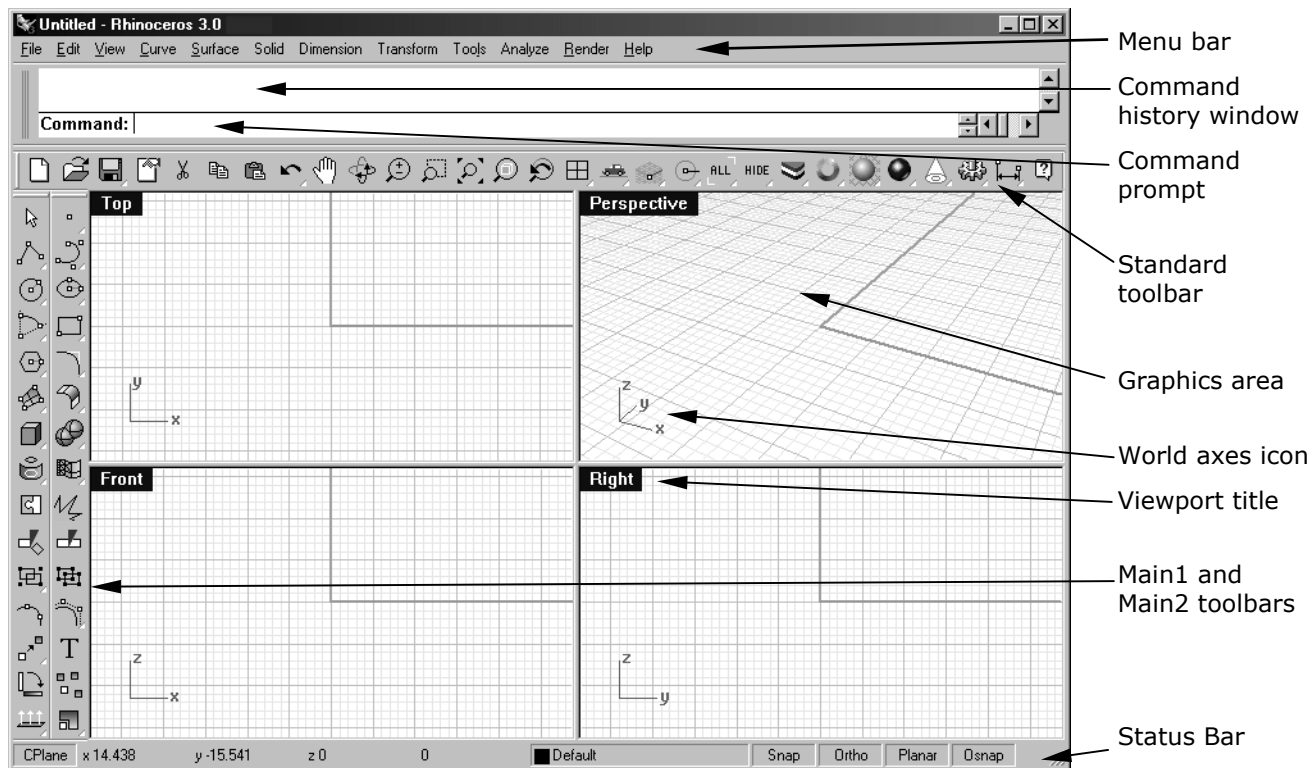 Untitled - Rhinoceros 3.0
File Edit View Curve Surface Solid Dimension Transform Tools Analyze Render Help
Menu bar
Command
history window
Command:
Command
prompt
ALL HIDE
Standard
toolbar
Top
Perspective
Graphics area
y
x
z
y
x
World axes icon
Front
Right
Viewport title
Main1 and
Main2 toolbars
T
z
x
z
y
Status Bar
CPlane x 14.438 y -15.541 z 0 0 Default Snap Ortho Planar Osnap